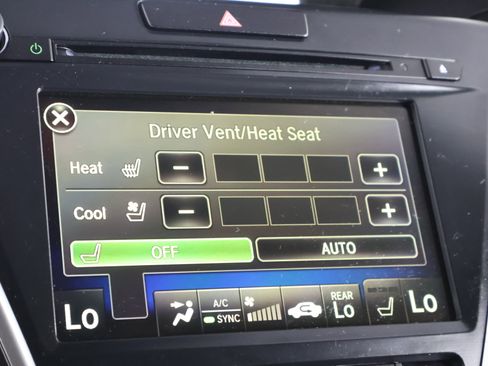 Driver Vent/Heat Seat
Heat
Cool
OFF
AUTO
Lo
A/C
SYNC
REAR
Lo
Lo